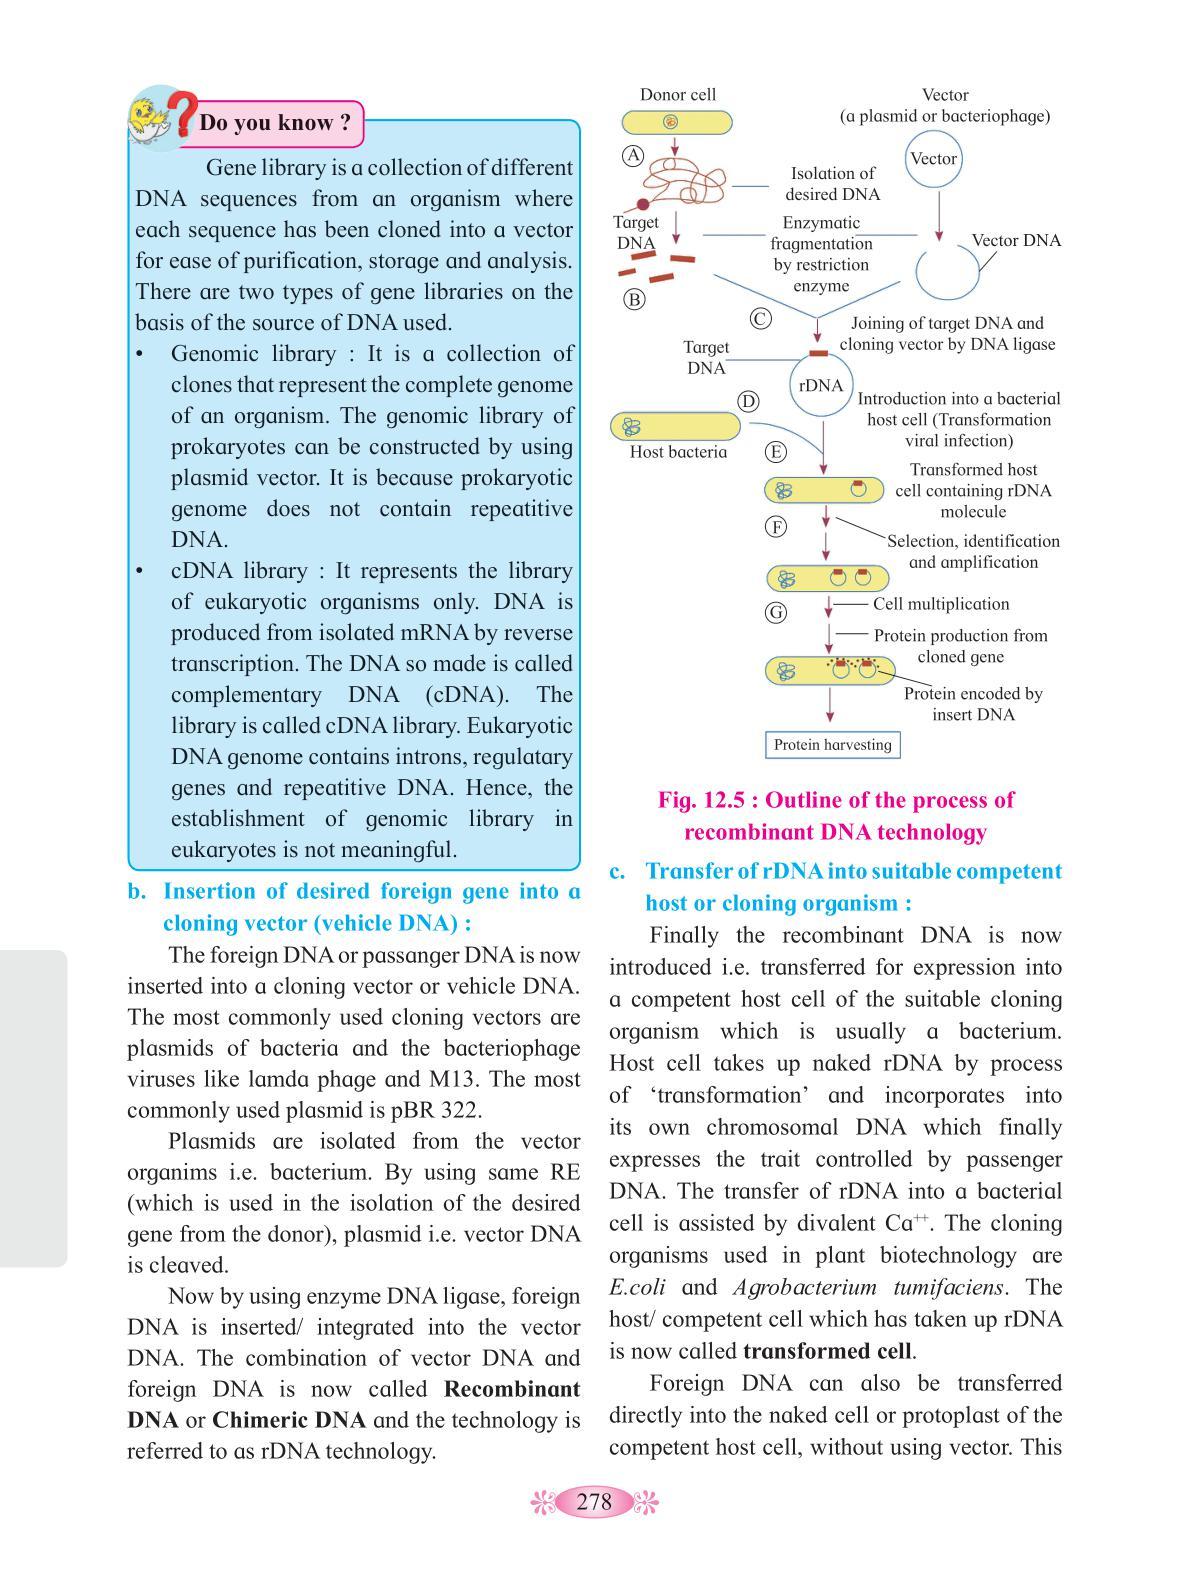 Do you know ?
Gene library is a collection of different
DNA sequences from an organism where
each sequence has been cloned into a vector
for ease of purification, storage and analysis.
There are two types of gene libraries on the
basis of the source of DNA used.
• Genomic library : It is a collection of
clones that represent the complete genome
of an organism. The genomic library of
prokaryotes can be constructed by using
plasmid vector. It is because prokaryotic
genome does not contain repeatitive
DNA.
• cDNA library : It represents the library
of eukaryotic organisms only. DNA is
produced from isolated mRNA by reverse
transcription. The DNA so made is called
complementary DNA (cDNA). The
library is called cDNA library. Eukaryotic
DNA genome contains introns, regulatary
genes and repeatitive DNA. Hence, the
establishment of genomic library in
eukaryotes is not meaningful.
b. Insertion of desired foreign gene into a
cloning vector (vehicle DNA) :
The foreign DNA or passanger DNA is now
inserted into a cloning vector or vehicle DNA.
The most commonly used cloning vectors are
plasmids of bacteria and the bacteriophage
viruses like lamda phage and M13. The most
commonly used plasmid is pBR 322.
Plasmids are isolated from the vector
organims i.e. bacterium. By using same RE
(which is used in the isolation of the desired
gene from the donor), plasmid i.e. vector DNA
is cleaved.
Now by using enzyme DNA ligase, foreign
DNA is inserted/ integrated into the vector
DNA. The combination of vector DNA and
foreign DNA is now called Recombinant
DNA or Chimeric DNA and the technology is
referred to as rDNA technology.
Donor cell
Vector
(a plasmid or bacteriophage)
A
Vector
Isolation of
desired DNA
Target
DNA
Enzymatic
fragmentation
by restriction
enzyme
Vector DNA
B
C
Joining of target DNA and
cloning vector by DNA ligase
Target
DNA
rDNA
D
Introduction into a bacterial
host cell (Transformation
viral infection)
Host bacteria
E
Transformed host
cell containing rDNA
molecule
F
Selection, identification
and amplification
G
Cell multiplication
Protein production from
cloned gene
Protein encoded by
insert DNA
Protein harvesting
Fig. 12.5 : Outline of the process of
recombinant DNA technology
c. Transfer of rDNA into suitable competent
host or cloning organism :
Finally the recombinant DNA is now
introduced i.e. transferred for expression into
a competent host cell of the suitable cloning
organism which is usually a bacterium.
Host cell takes up naked rDNA by process
of ‘transformation’ and incorporates into
its own chromosomal DNA which finally
expresses the trait controlled by passenger
DNA. The transfer of rDNA into a bacterial
cell is assisted by divalent Ca⁺⁺. The cloning
organisms used in plant biotechnology are
E.coli and Agrobacterium tumifaciens. The
host/ competent cell which has taken up rDNA
is now called transformed cell.
Foreign DNA can also be transferred
directly into the naked cell or protoplast of the
competent host cell, without using vector. This
278